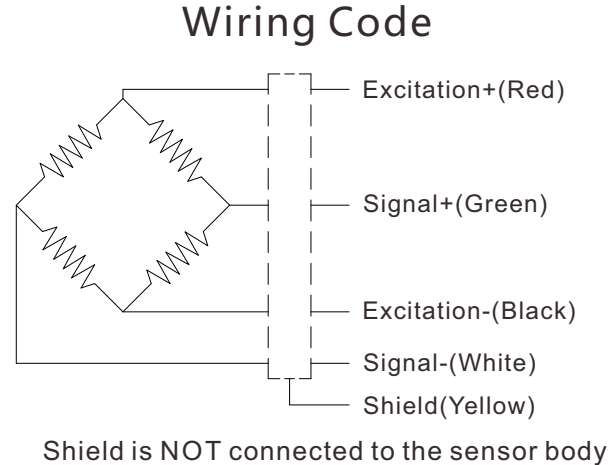 Wiring Code
Excitation+(Red)
Signal+(Green)
Excitation-(Black)
Signal-(White)
Shield(Yellow)
Shield is NOT connected to the sensor body